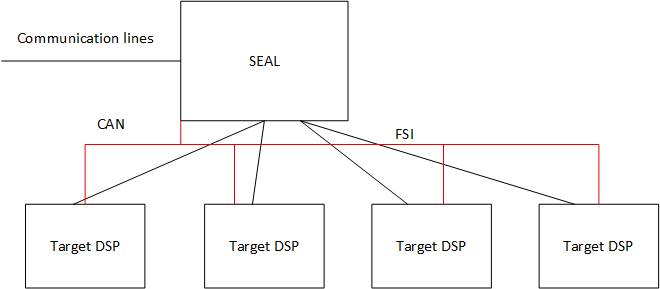 Communication lines
SEAL
CAN
FSI
Target DSP
Target DSP
Target DSP
Target DSP